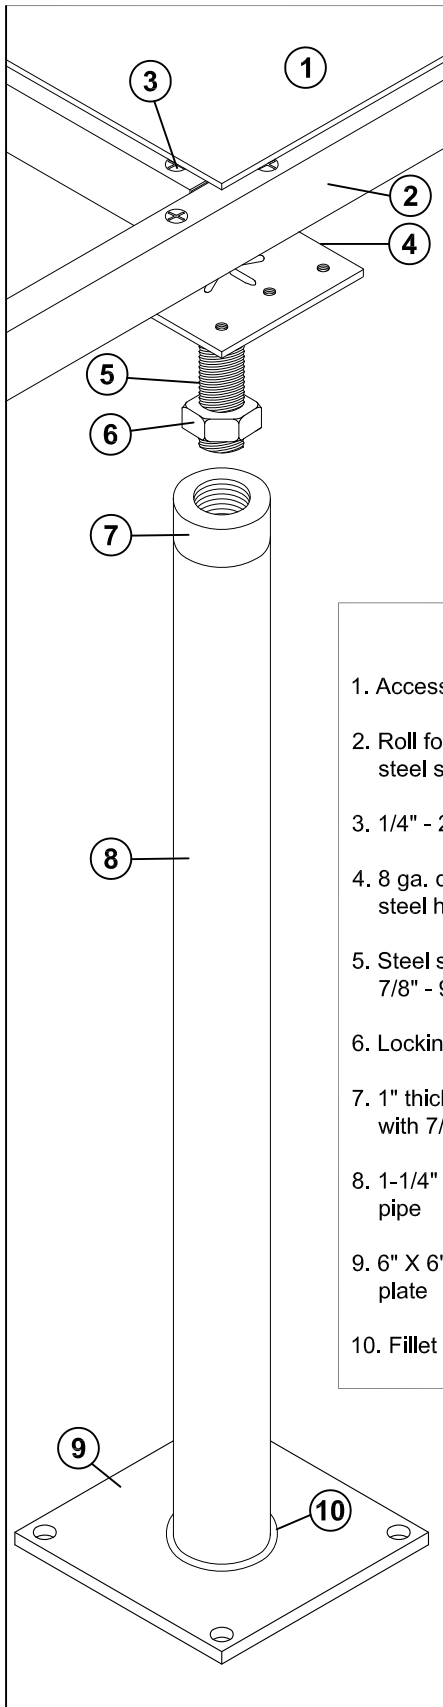 1
3
2
4
5
6
7
1. Access
2. Roll fo
steel s
3. 1/4" - 2
8
4. 8 ga. c
steel h
5. Steel s
7/8" - 9
6. Lockin
7. 1" thic
with 7/
8. 1-1/4"
pipe
9. 6" X 6"
plate
10. Fillet
9
10